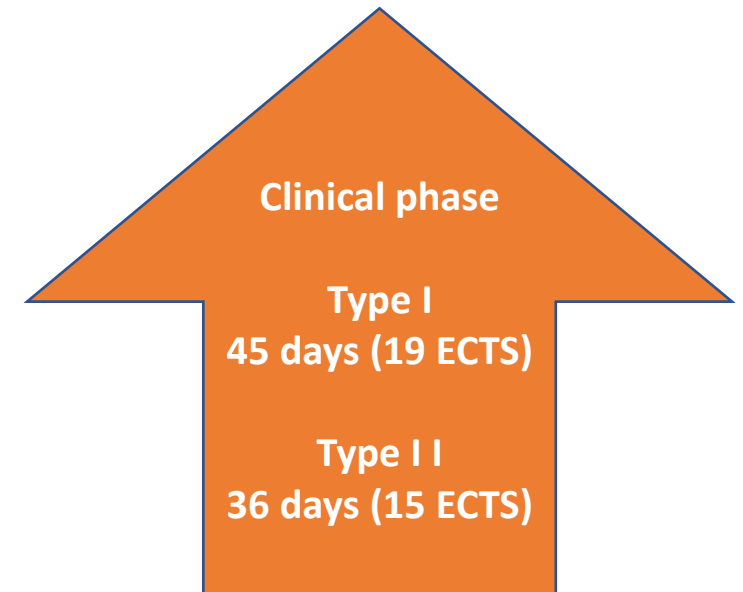 Clinical phase
Type I
45 days (19 ECTS)
Type I I
36 days (15 ECTS)